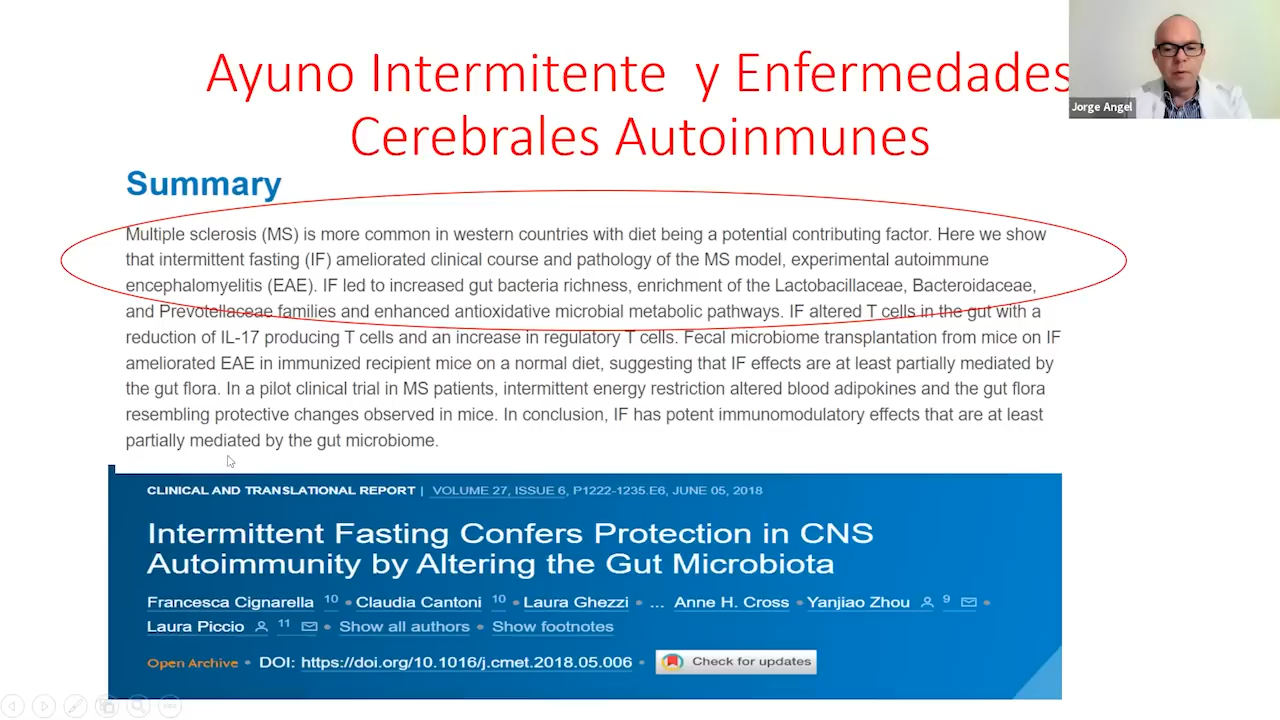 Ayuno Intermitente y Enfermedades
Cerebrales Autoinmunes
Jorge Angel
Summary
Multiple sclerosis (MS) is more common in western countries with diet being a potential contributing factor. Here we show
that intermittent fasting (IF) ameliorated clinical course and pathology of the MS model, experimental autoimmune
encephalomyelitis (EAE). IF led to increased gut bacteria richness, enrichment of the Lactobacillaceae, Bacteroidaceae,
and Prevotellaceae families and enhanced antioxidative microbial metabolic pathways. IF altered T cells in the gut with a
reduction of IL-17 producing T cells and an increase in regulatory T cells. Fecal microbiome transplantation from mice on IF
ameliorated EAE in immunized recipient mice on a normal diet, suggesting that IF effects are at least partially mediated by
the gut flora. In a pilot clinical trial in MS patients, intermittent energy restriction altered blood adipokines and the gut flora
resembling protective changes observed in mice. In conclusion, IF has potent immunomodulatory effects that are at least
partially mediated by the gut microbiome.
CLINICAL AND TRANSLATIONAL REPORT | VOLUME 27, ISSUE 6, P1222-1235.E6, JUNE 05, 2018
Intermittent Fasting Confers Protection in CNS
Autoimmunity by Altering the Gut Microbiota
Francesca Cignarella 10 • Claudia Cantoni 10 • Laura Ghezzi • ... Anne H. Cross • Yanjiao Zhou 9 •
Laura Piccio 11 • Show all authors • Show footnotes
Open Archive • DOI: https://doi.org/10.1016/j.cmet.2018.05.006 • Check for updates